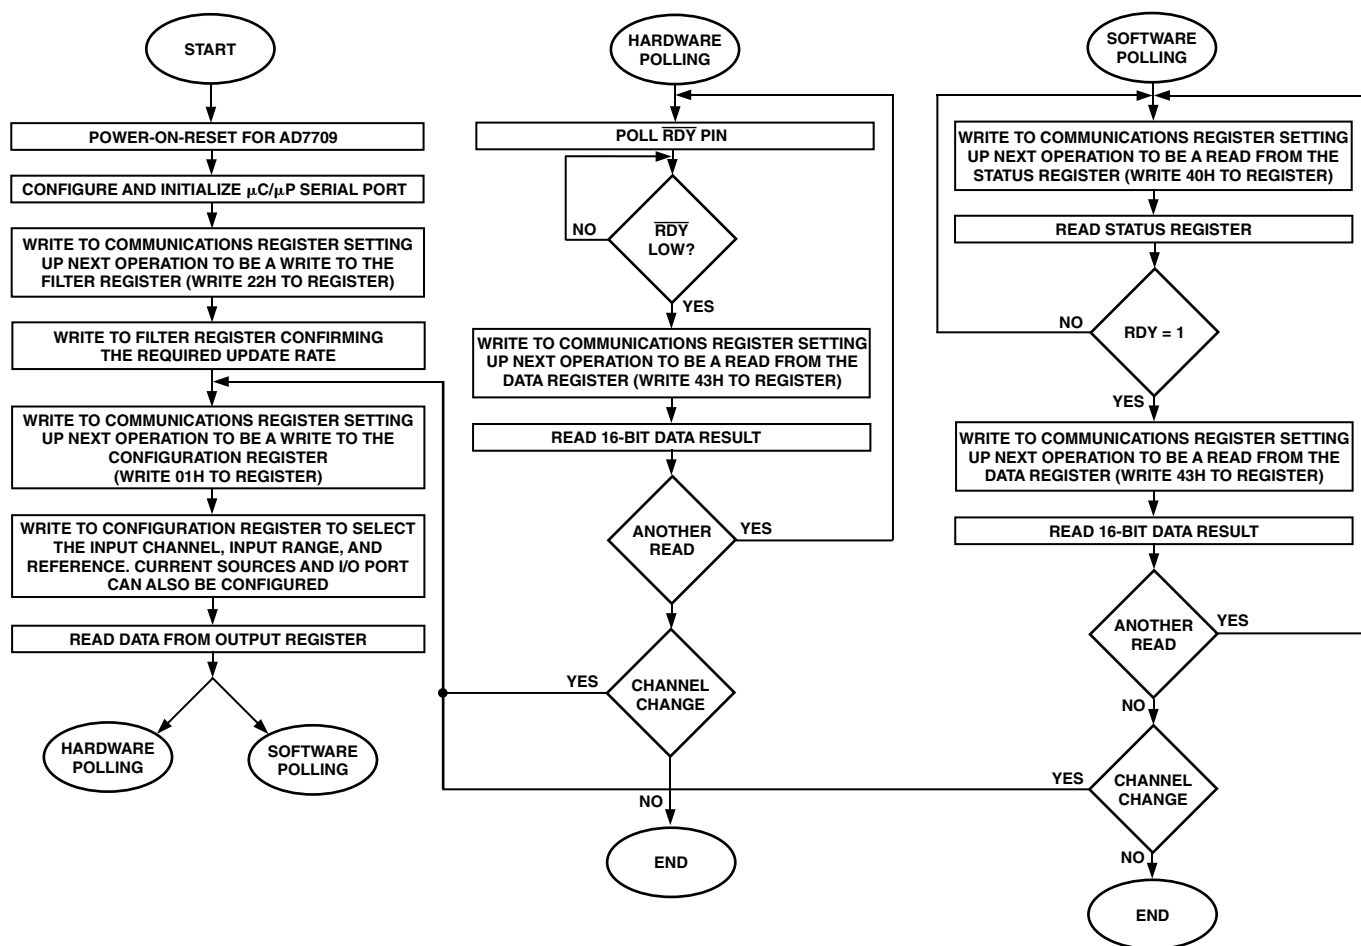 START
POWER-ON-RESET FOR AD7709
CONFIGURE AND INITIALIZE μC/μP SERIAL PORT
WRITE TO COMMUNICATIONS REGISTER SETTING
UP NEXT OPERATION TO BE A WRITE TO THE
FILTER REGISTER (WRITE 22H TO REGISTER)
WRITE TO FILTER REGISTER CONFIRMING
THE REQUIRED UPDATE RATE
WRITE TO COMMUNICATIONS REGISTER SETTING
UP NEXT OPERATION TO BE A WRITE TO THE
CONFIGURATION REGISTER
(WRITE 01H TO REGISTER)
WRITE TO CONFIGURATION REGISTER TO SELECT
THE INPUT CHANNEL, INPUT RANGE, AND
REFERENCE. CURRENT SOURCES AND I/O PORT
CAN ALSO BE CONFIGURED
READ DATA FROM OUTPUT REGISTER
HARDWARE
POLLING
SOFTWARE
POLLING
HARDWARE
POLLING
POLL R̅D̅Y̅ PIN
R̅D̅Y̅
LOW?
NO
YES
WRITE TO COMMUNICATIONS REGISTER SETTING
UP NEXT OPERATION TO BE A READ FROM THE
DATA REGISTER (WRITE 43H TO REGISTER)
READ 16-BIT DATA RESULT
ANOTHER
READ
YES
CHANNEL
CHANGE
YES
NO
END
SOFTWARE
POLLING
WRITE TO COMMUNICATIONS REGISTER SETTING
UP NEXT OPERATION TO BE A READ FROM THE
STATUS REGISTER (WRITE 40H TO REGISTER)
READ STATUS REGISTER
RDY = 1
NO
YES
WRITE TO COMMUNICATIONS REGISTER SETTING
UP NEXT OPERATION TO BE A READ FROM THE
DATA REGISTER (WRITE 43H TO REGISTER)
READ 16-BIT DATA RESULT
ANOTHER
READ
YES
NO
CHANNEL
CHANGE
YES
NO
END